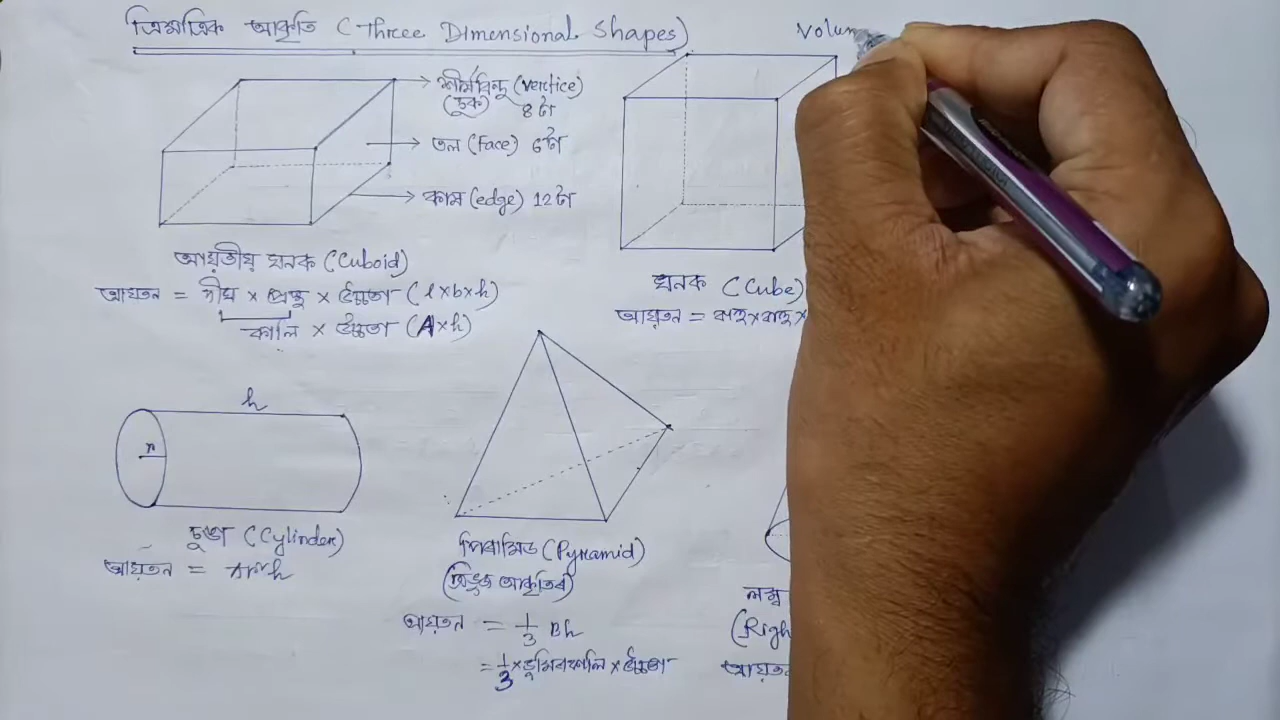 ত্রিমাত্রিক আকৃতি (Three Dimensional Shapes)
Volum
শীর্ষবিন্দু (vertice)
(চুক) 8 টা
তল (Face) 6 টা
কাষ (edge) 12 টা
আয়তীয় ঘনক (Cuboid)
আয়তন = দীঘ × প্রস্থ × উচ্চতা (l×b×h)
কালি × উচ্চতা (A×h)
ঘনক (Cube)
আয়তন = বাহু×বাহু×
h
r
চুঙা (Cylinder)
আয়তন = πr²h
পিৰামিড (Pyramid)
(ত্ৰিভুজ আকৃতিৰ)
আয়তন = 1/3 Bh
= 1/3 × ভূমিৰ কালি × উচ্চতা
লম্ব
(Righ
আয়তন